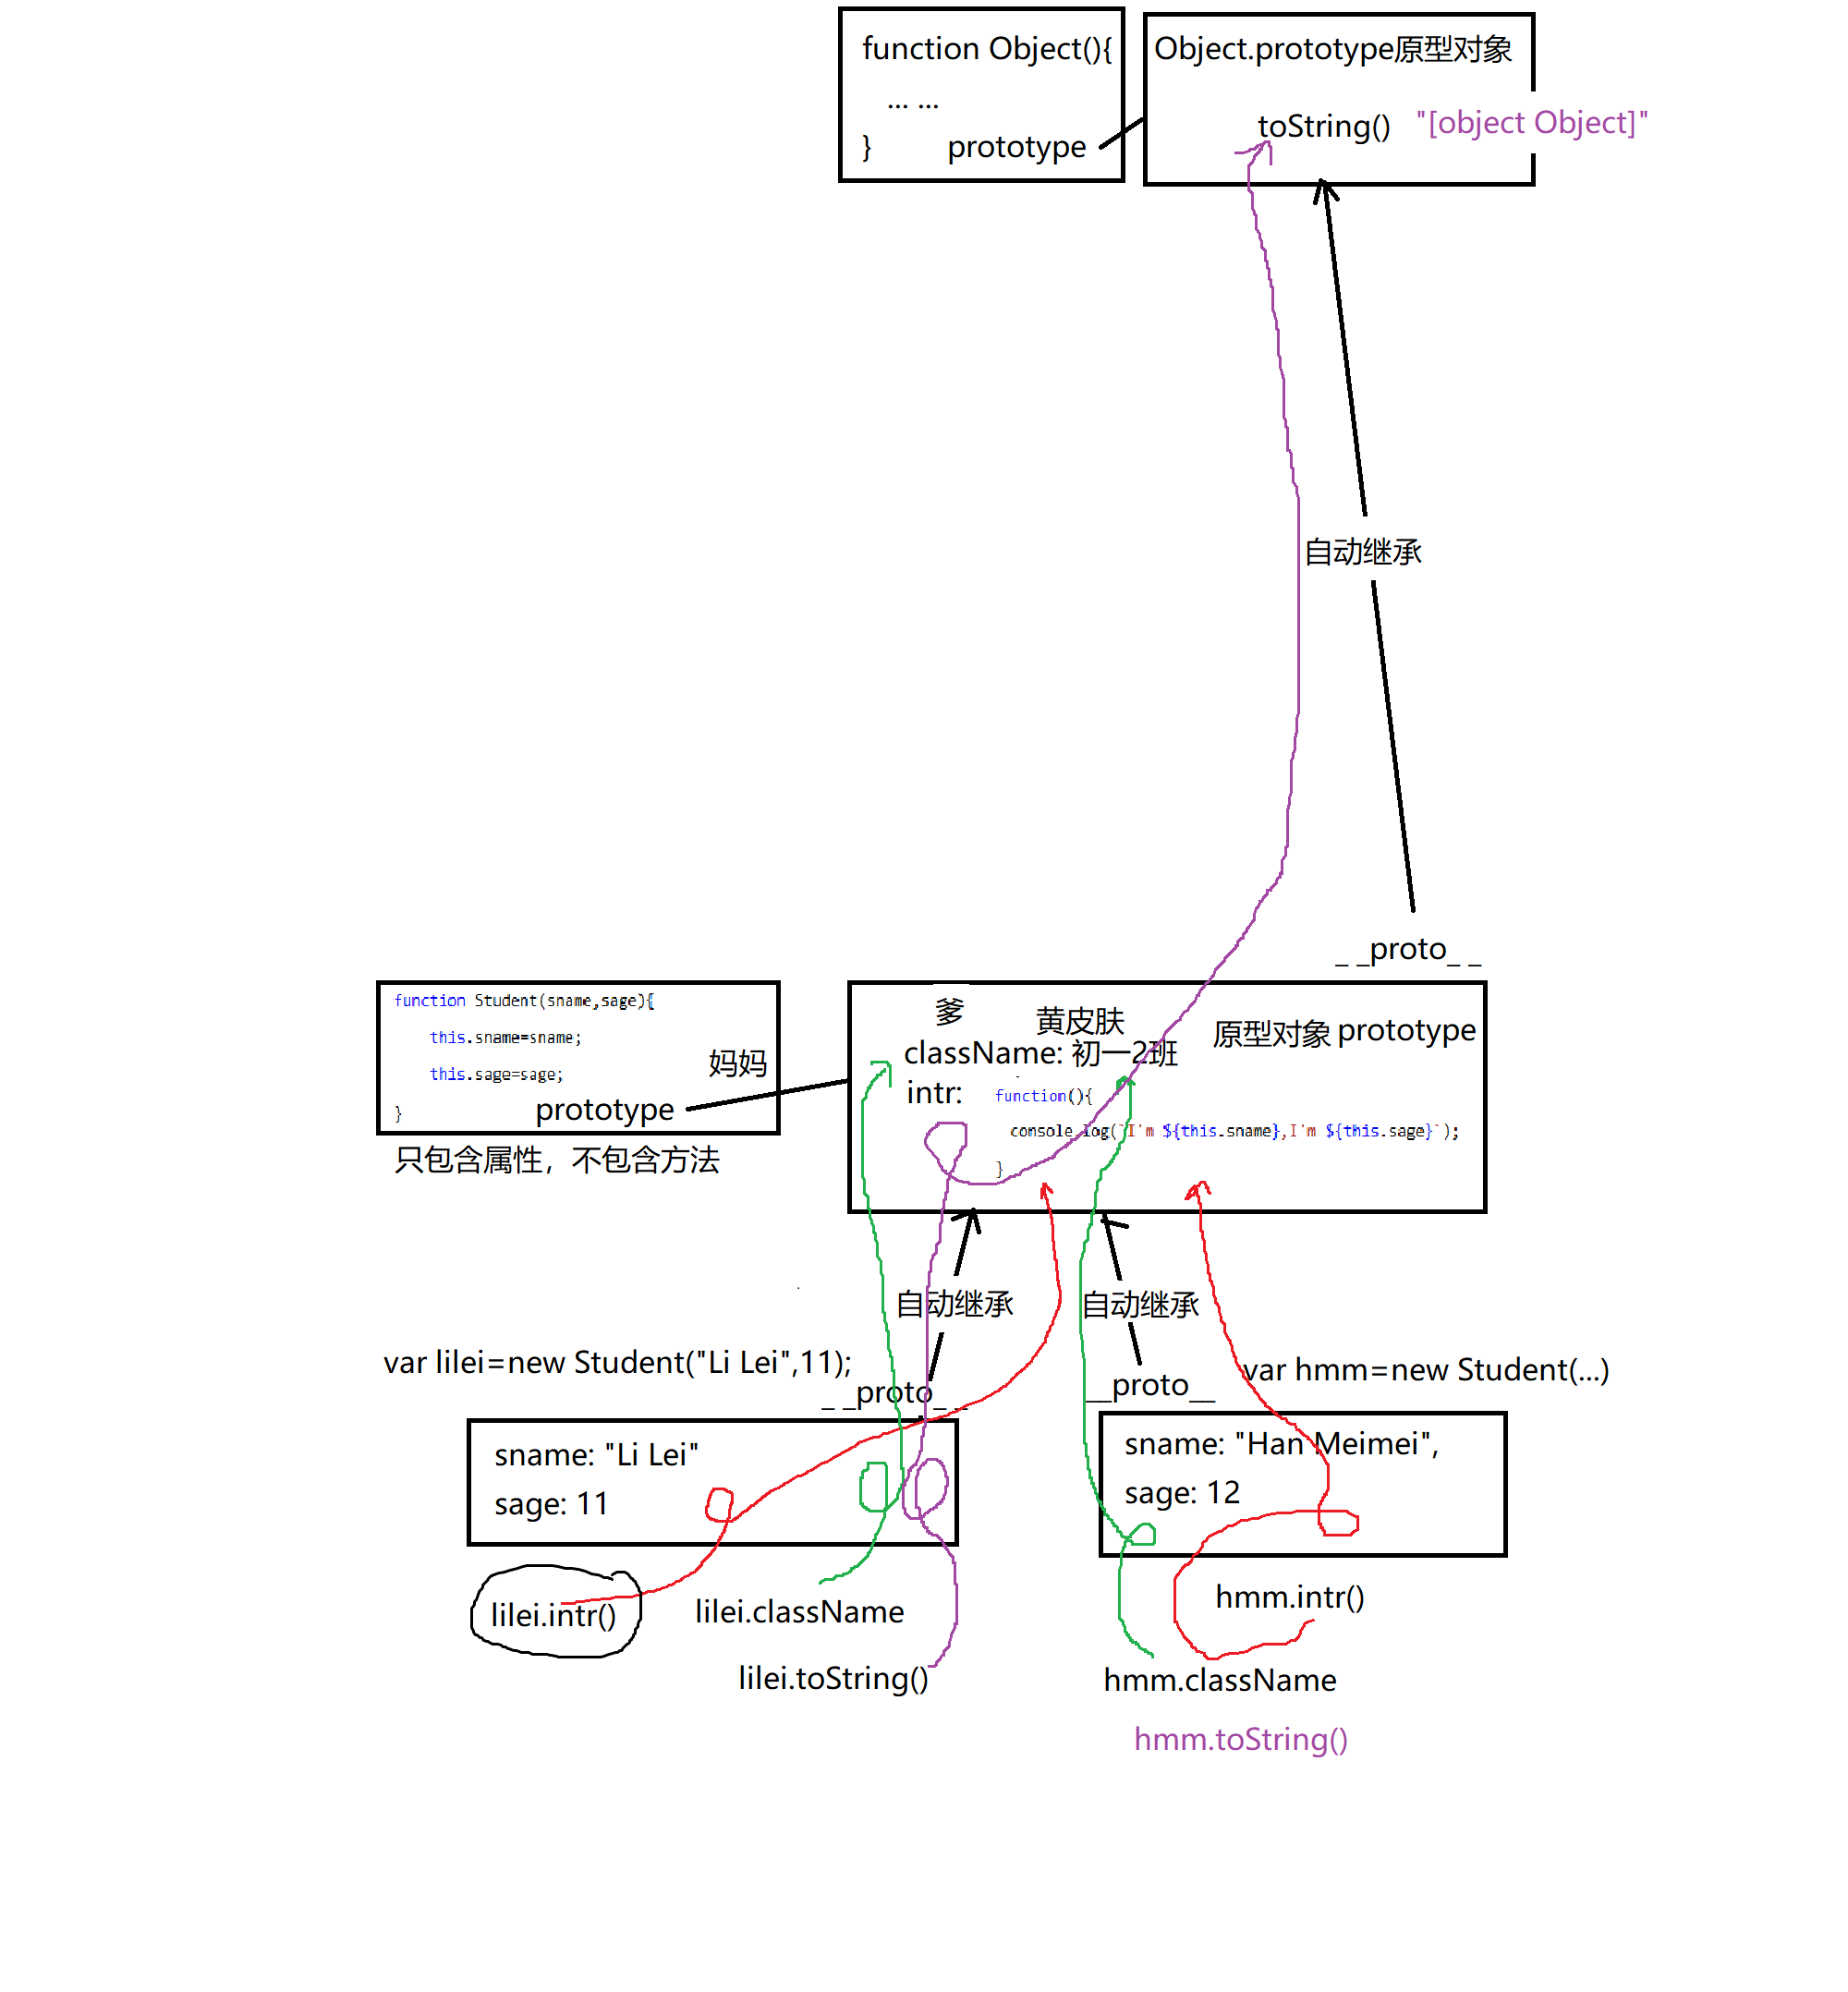 function Object(){
... ...
}
prototype
Object.prototype原型对象
toString()
"[object Object]"
自动继承
_ _proto_ _
function Student(sname,sage){
this.sname=sname;
this.sage=sage;
}
妈妈
prototype
只包含属性，不包含方法
爹
黄皮肤
原型对象 prototype
className: 初一2班
intr:
function(){
console.log(`I'm ${this.sname},I'm ${this.sage}`);
}
自动继承
自动继承
var lilei=new Student("Li Lei",11);
_ _proto_ _
__proto__
var hmm=new Student(...)
sname: "Li Lei"
sage: 11
sname: "Han Meimei",
sage: 12
lilei.intr()
lilei.className
lilei.toString()
hmm.intr()
hmm.className
hmm.toString()